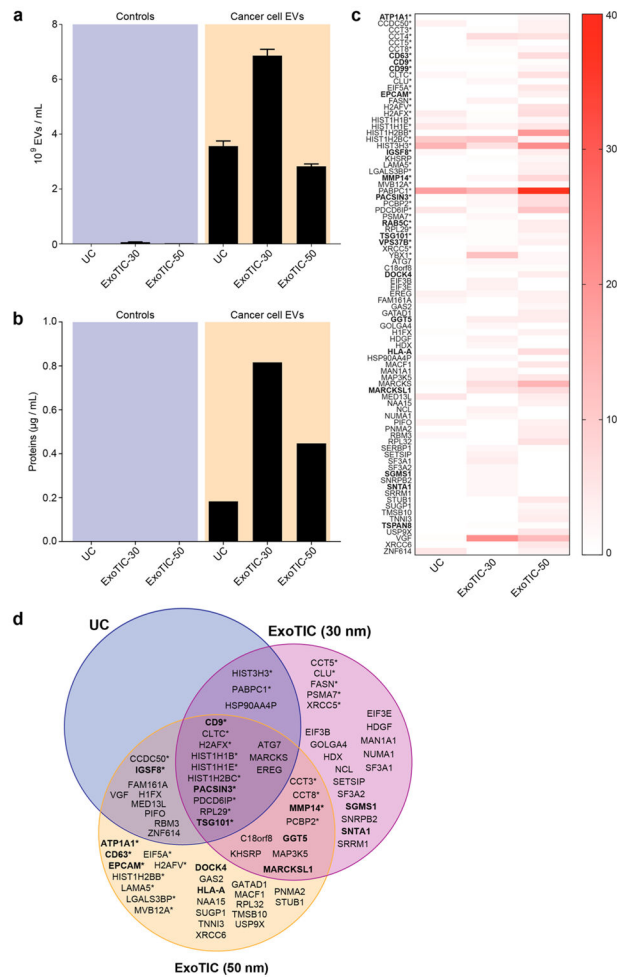 a
Controls
Cancer cell EVs
8
6
4
2
0
10⁹ EVs / mL
UC
ExoTIC-30
ExoTIC-50
UC
ExoTIC-30
ExoTIC-50
b
Controls
Cancer cell EVs
1.0
0.8
0.6
0.4
0.2
0.0
Proteins (µg / mL)
UC
ExoTIC-30
ExoTIC-50
UC
ExoTIC-30
ExoTIC-50
c
ATP1A1*
CCDC50*
CCT3*
CCT4*
CCT5*
CCT8*
CD63*
CD9*
CD99*
CLTC*
CLU*
EIF5A*
EPCAM*
FASN*
H2AFV*
H2AFX*
HIST1H1B*
HIST1H1E*
HIST1H2BB*
HIST1H2BC*
HIST3H3*
IGSF8*
KHSRP
LAMA5*
LGALS3BP*
MMP14*
MVB12A*
PABPC1*
PACSIN3*
PCBP2*
PDCD6IP*
PSMA7*
RAB5C*
RPL29*
TSG101*
VPS37B*
XRCC5*
YBX1*
ATG7
C18orf8
DOCK4
EIF3B
EIF3E
EREG
FAM161A
GAS2
GATAD1
GGT5
GOLGA4
H1FX
HDGF
HDX
HLA-A
HSP90AA4P
MACF1
MAN1A1
MAP3K5
MARCKS
MARCKSL1
MED13L
NAA15
NCL
NUMA1
PIFO
PNMA2
RBM3
RPL32
SERBP1
SETSIP
SF3A1
SF3A2
SGMS1
SNRPB2
SNTA1
SRRM1
STUB1
SUGP1
TMSB10
TNNI3
TSPAN8
USP9X
VGF
XRCC6
ZNF614
UC
ExoTIC-30
ExoTIC-50
40
30
20
10
0
d
UC
ExoTIC (30 nm)
HIST3H3*
PABPC1*
HSP90AA4P
CCT5*
CLU*
FASN*
PSMA7*
XRCC5*
EIF3E
HDGF
MAN1A1
NUMA1
SF3A1
EIF3B
GOLGA4
HDX
NCL
SETSIP
SF3A2
SGMS1
SNRPB2
SNTA1
SRRM1
CD9*
CLTC*
H2AFX*
HIST1H1B*
HIST1H1E*
HIST1H2BC*
PACSIN3*
PDCD6IP*
RPL29*
TSG101*
ATG7
MARCKS
EREG
CCDC50*
IGSF8*
FAM161A
VGF H1FX
MED13L
PIFO
RBM3
ZNF614
CCT3*
CCT8*
MMP14*
PCBP2*
C18orf8 GGT5
KHSRP MAP3K5
MARCKSL1
ATP1A1*
CD63* EIF5A*
EPCAM* H2AFV*
HIST1H2BB*
LAMA5*
LGALS3BP*
MVB12A*
DOCK4
GAS2
HLA-A
NAA15
SUGP1
TNNI3
XRCC6
GATAD1
MACF1
RPL32
TMSB10
USP9X
PNMA2
STUB1
ExoTIC (50 nm)